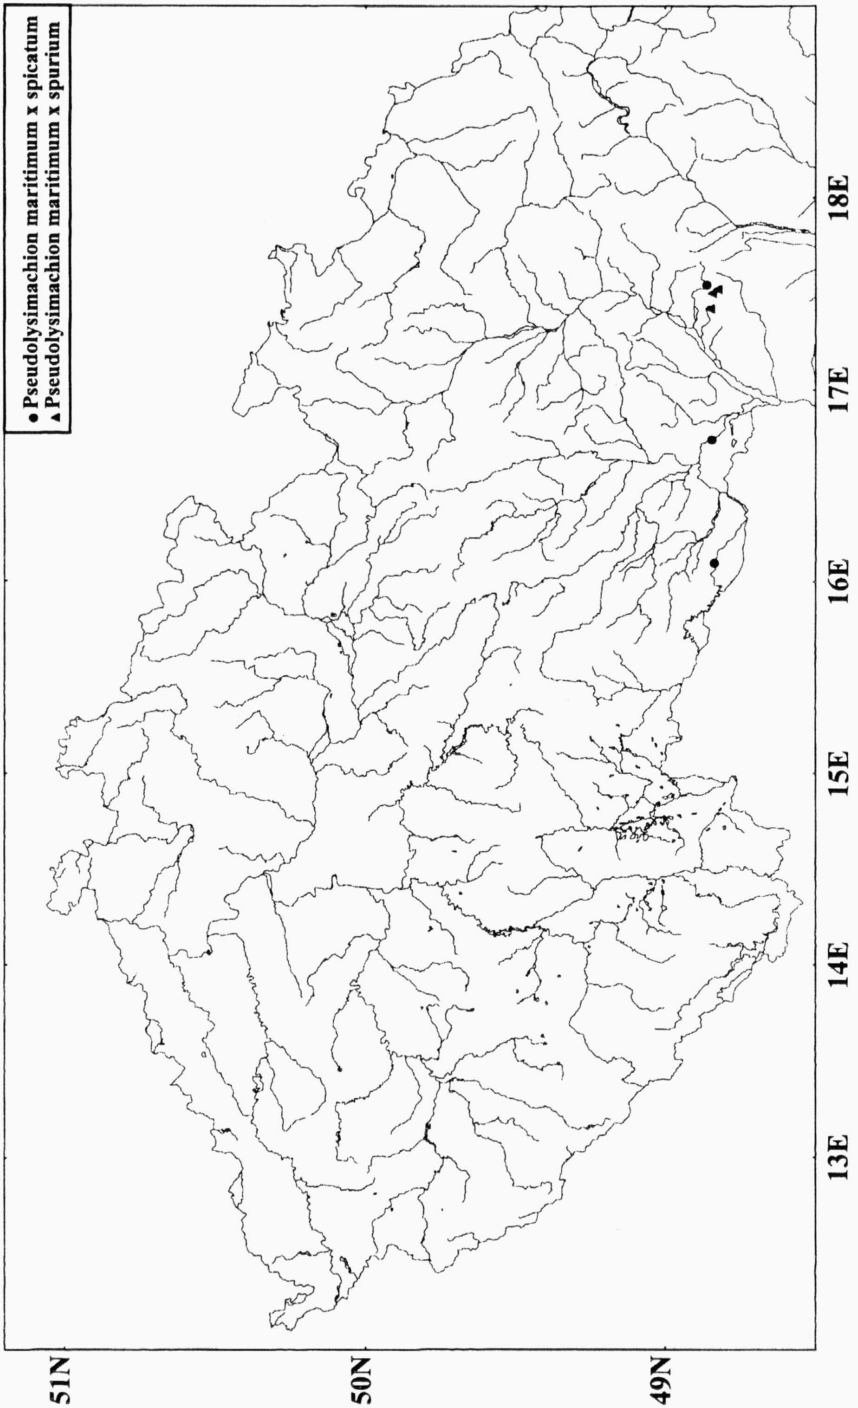 ● Pseudolysimachion maritimum x spicatum
▲ Pseudolysimachion maritimum x spurium
51N
50N
49N
13E
14E
15E
16E
17E
18E